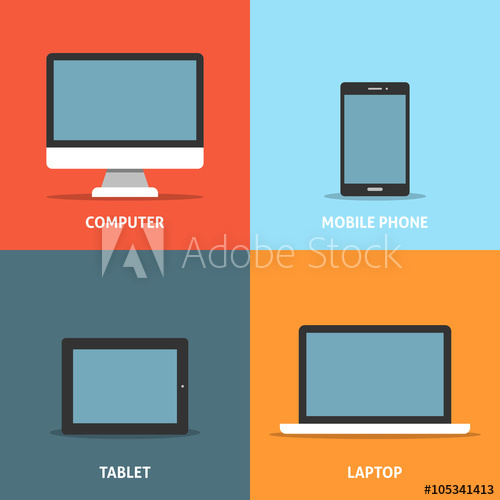 COMPUTER
MOBILE PHONE
Adobe Stock
TABLET
LAPTOP
#105341413